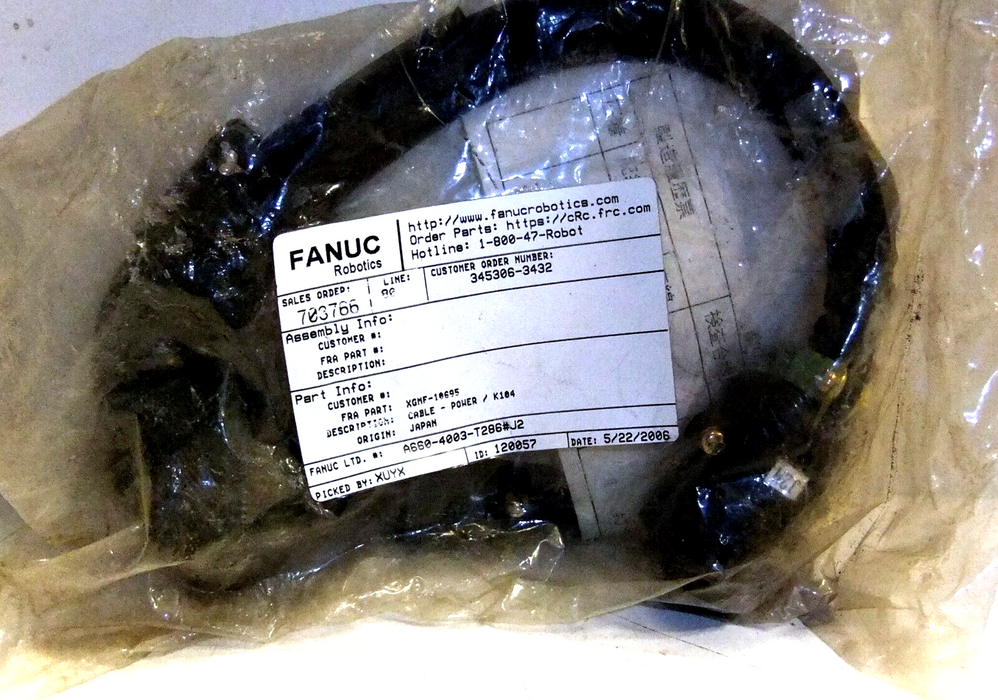 FANUC
Robotics
http://www.fanucrobotics.com
Order Parts: https://cRc.frc.com
Hotline: 1-800-47-Robot
SALES ORDER:
703766
LINE:
CUSTOMER ORDER NUMBER:
345306-3432
Assembly Info:
CUSTOMER #:
FRA PART #:
DESCRIPTION:
Part Info:
CUSTOMER #:
FRA PART: XGMF-10695
DESCRIPTION: CABLE - POWER / K104
ORIGIN: JAPAN
FANUC LTD. #: A660-4003-T286#J2
PICKED BY: XUYX
ID: 120057
DATE: 5/22/2006